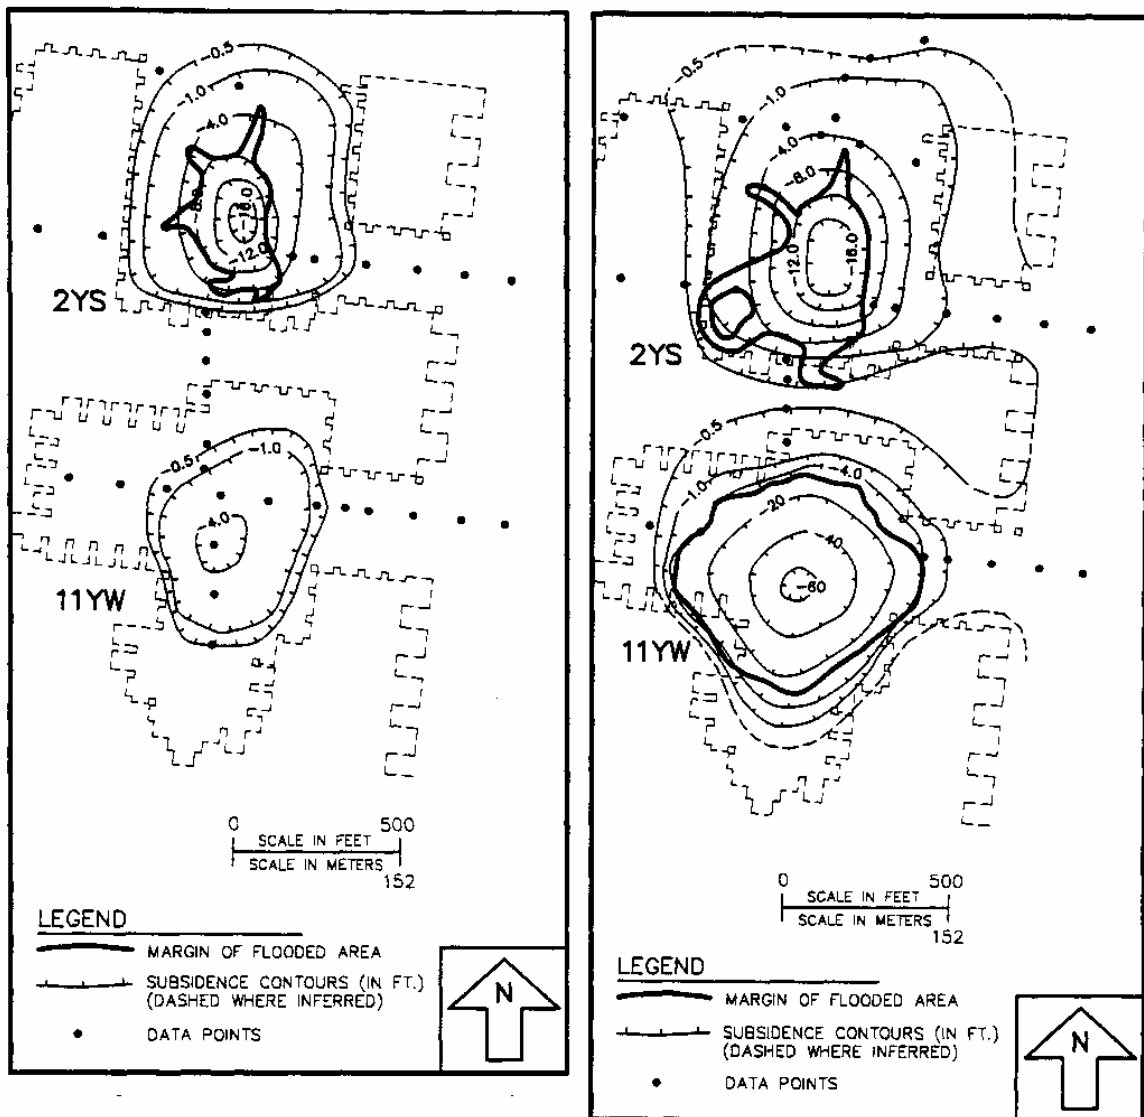 -0.5
-1.0
-4.0
-8.0
-16.0
-12.0
2YS
-0.5
-1.0
-4.0
11YW
0 500
SCALE IN FEET
SCALE IN METERS
152
LEGEND
MARGIN OF FLOODED AREA
SUBSIDENCE CONTOURS (IN FT.)
(DASHED WHERE INFERRED)
DATA POINTS
N
-0.5
-1.0
-4.0
-8.0
-12.0
-16.0
2YS
-0.5
-1.0
-4.0
-20
-40
-60
11YW
0 500
SCALE IN FEET
SCALE IN METERS
152
LEGEND
MARGIN OF FLOODED AREA
SUBSIDENCE CONTOURS (IN FT.)
(DASHED WHERE INFERRED)
DATA POINTS
N